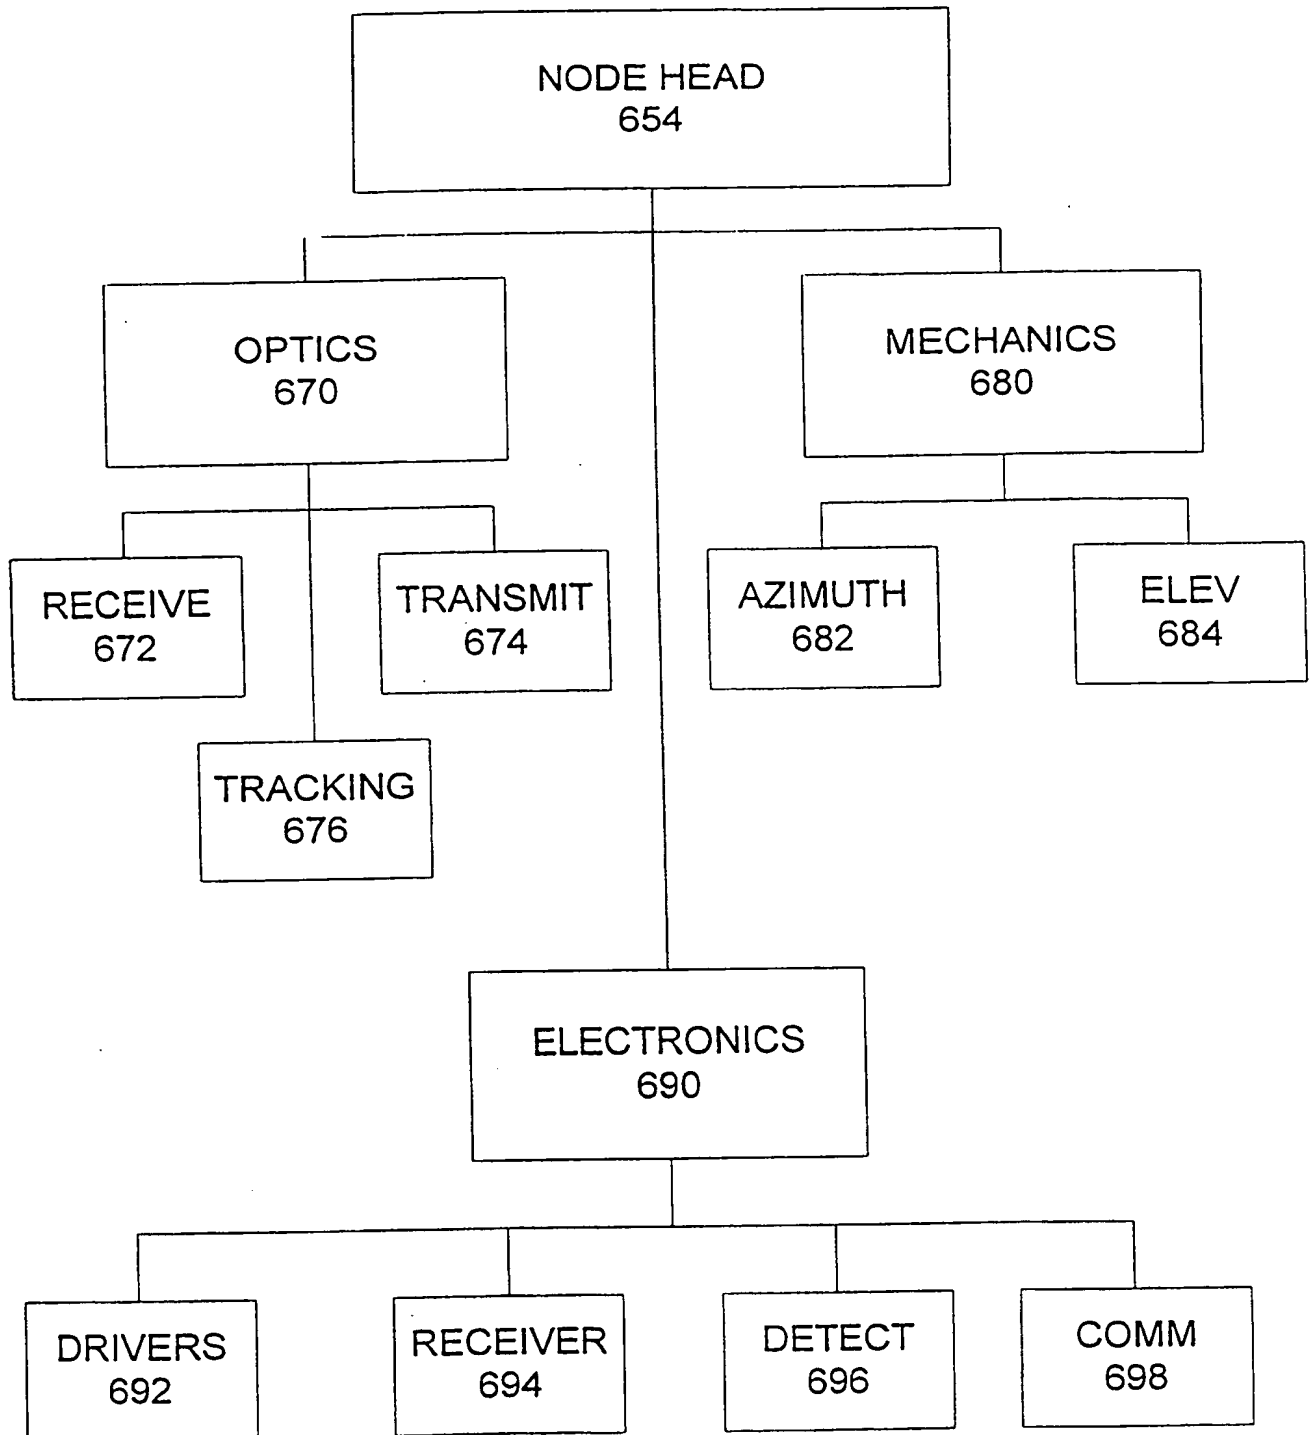 NODE HEAD
654
OPTICS
670
MECHANICS
680
RECEIVE
672
TRANSMIT
674
AZIMUTH
682
ELEV
684
TRACKING
676
ELECTRONICS
690
DRIVERS
692
RECEIVER
694
DETECT
696
COMM
698